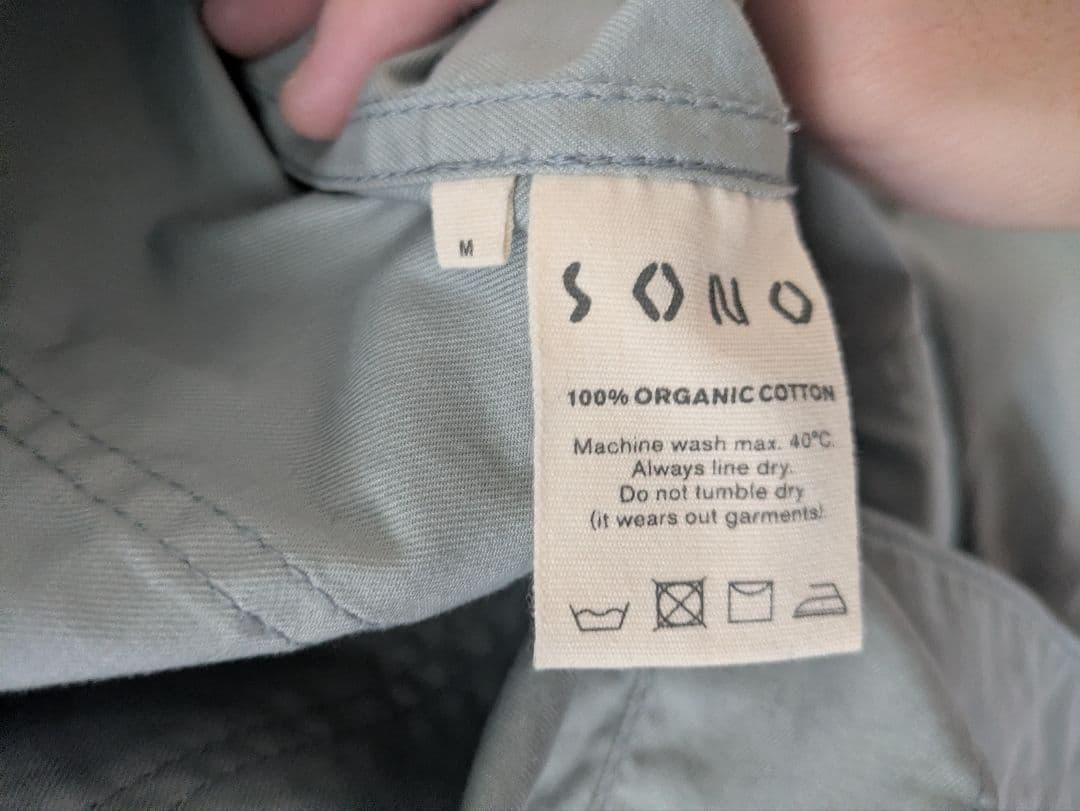 M
SONO
100% ORGANIC COTTON
Machine wash max. 40°C.
Always line dry.
Do not tumble dry
(it wears out garments)